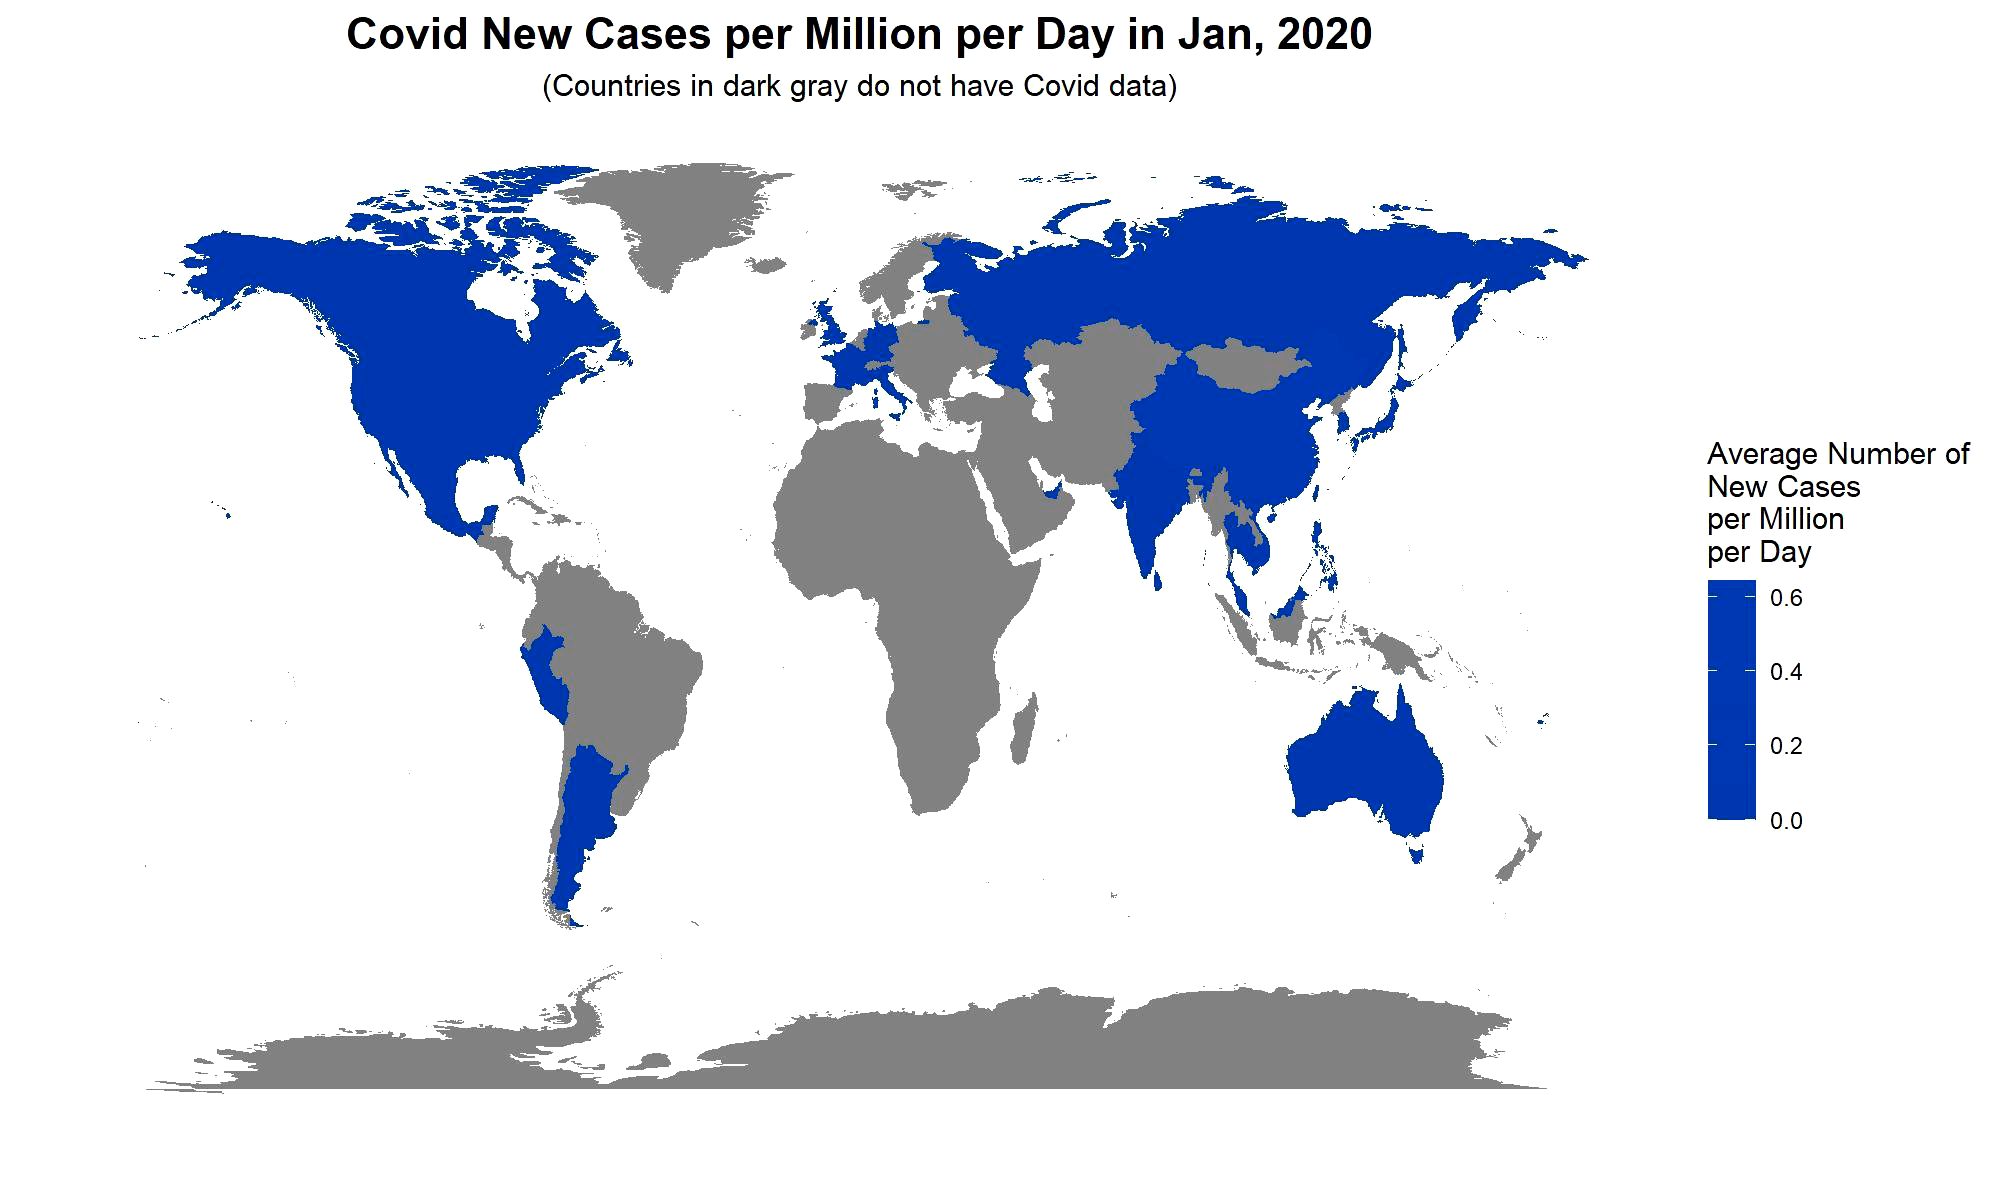 Covid New Cases per Million per Day in Jan, 2020
(Countries in dark gray do not have Covid data)
Average Number of
New Cases
per Million
per Day
0.6
0.4
0.2
0.0